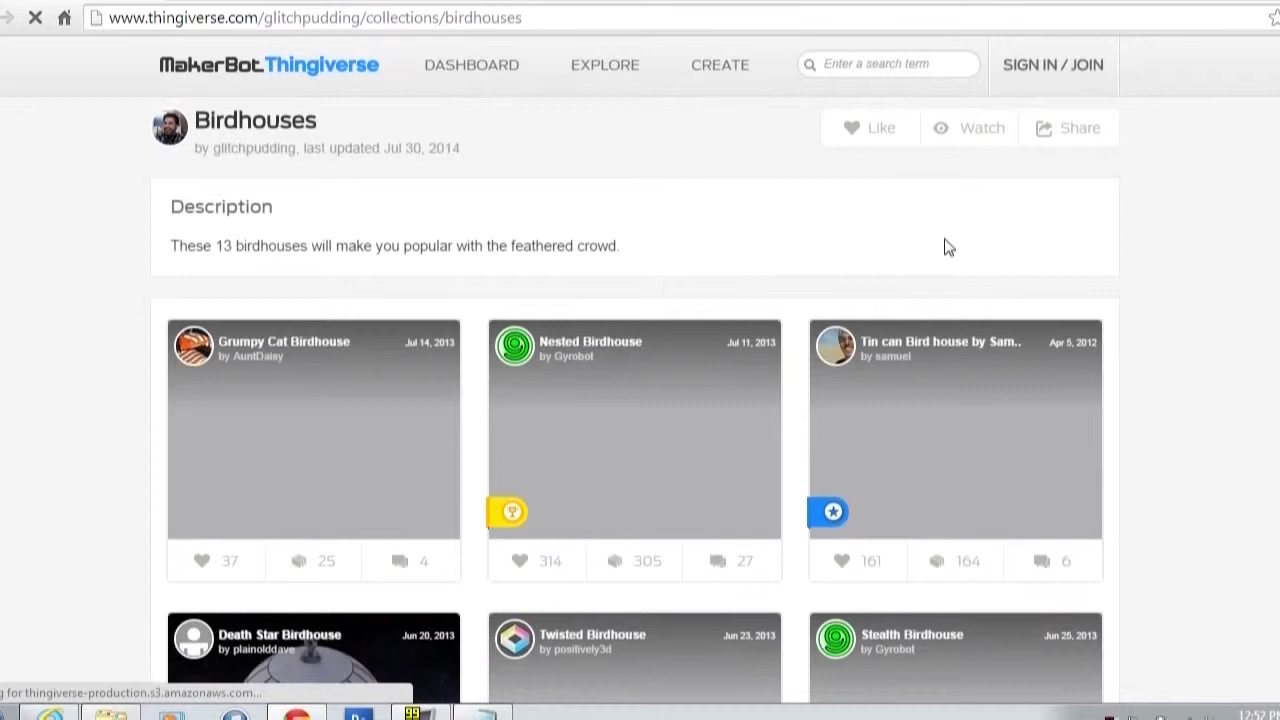 www.thingiverse.com/glitchpudding/collections/birdhouses
MakerBot Thingiverse DASHBOARD EXPLORE CREATE Enter a search term SIGN IN / JOIN
Birdhouses
by glitchpudding, last updated Jul 30, 2014
Like Watch Share
Description
These 13 birdhouses will make you popular with the feathered crowd.
Grumpy Cat Birdhouse Jul 14, 2013
by AuntDaisy
37 25 4
Nested Birdhouse Jul 11, 2013
by Gyrobot
314 305 27
Tin can Bird house by Sam.. Apr 5, 2012
by samuel
161 164 6
Death Star Birdhouse Jun 20, 2013
by plainolddave
Twisted Birdhouse Jun 23, 2013
by positively3d
Stealth Birdhouse Jun 25, 2013
by Gyrobot
g for thingiverse-production.s3.amazonaws.com...
99
12:52 P